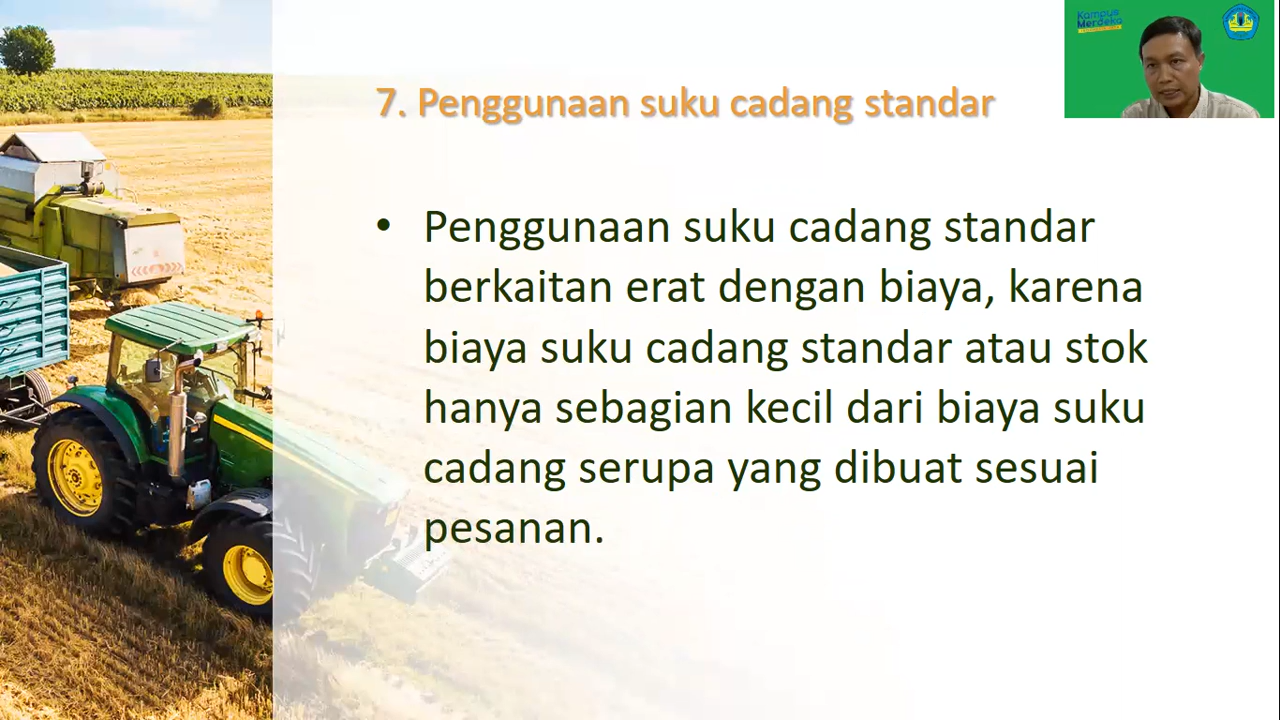 Kampus
Merdeka
7. Penggunaan suku cadang standar
• Penggunaan suku cadang standar
berkaitan erat dengan biaya, karena
biaya suku cadang standar atau stok
hanya sebagian kecil dari biaya suku
cadang serupa yang dibuat sesuai
pesanan.